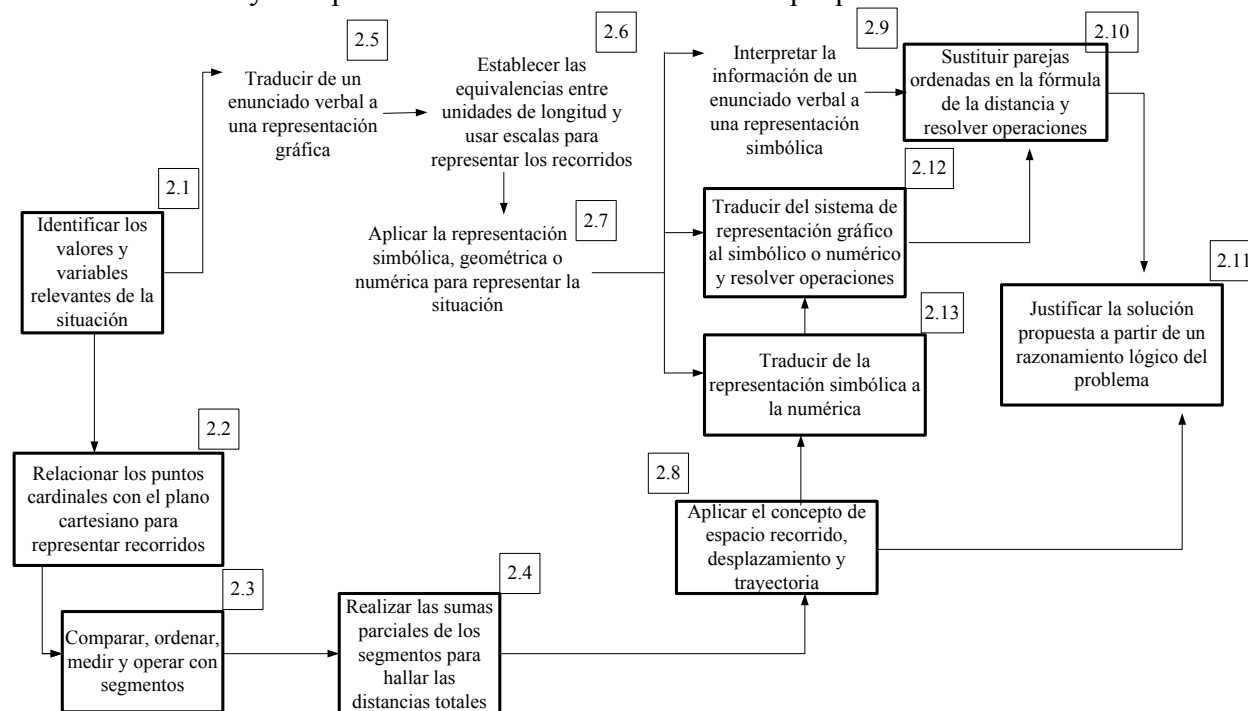 2.5
Traducir de un
enunciado verbal a
una representación
gráfica
2.6
Establecer las
equivalencias entre
unidades de longitud y
usar escalas para
representar los recorridos
2.9
Interpretar la
información de un
enunciado verbal a
una representación
simbólica
2.10
Sustituir parejas
ordenadas en la fórmula
de la distancia y
resolver operaciones
2.1
Identificar los
valores y
variables
relevantes de la
situación
2.7
Aplicar la representación
simbólica, geométrica o
numérica para representar la
situación
2.12
Traducir del sistema de
representación gráfico
al simbólico o numérico
y resolver operaciones
2.11
Justificar la solución
propuesta a partir de un
razonamiento lógico del
problema
2.13
Traducir de la
representación simbólica a
la numérica
2.2
Relacionar los puntos
cardinales con el plano
cartesiano para
representar recorridos
2.8
Aplicar el concepto de
espacio recorrido,
desplazamiento y
trayectoria
2.3
Comparar, ordenar,
medir y operar con
segmentos
2.4
Realizar las sumas
parciales de los
segmentos para
hallar las
distancias totales